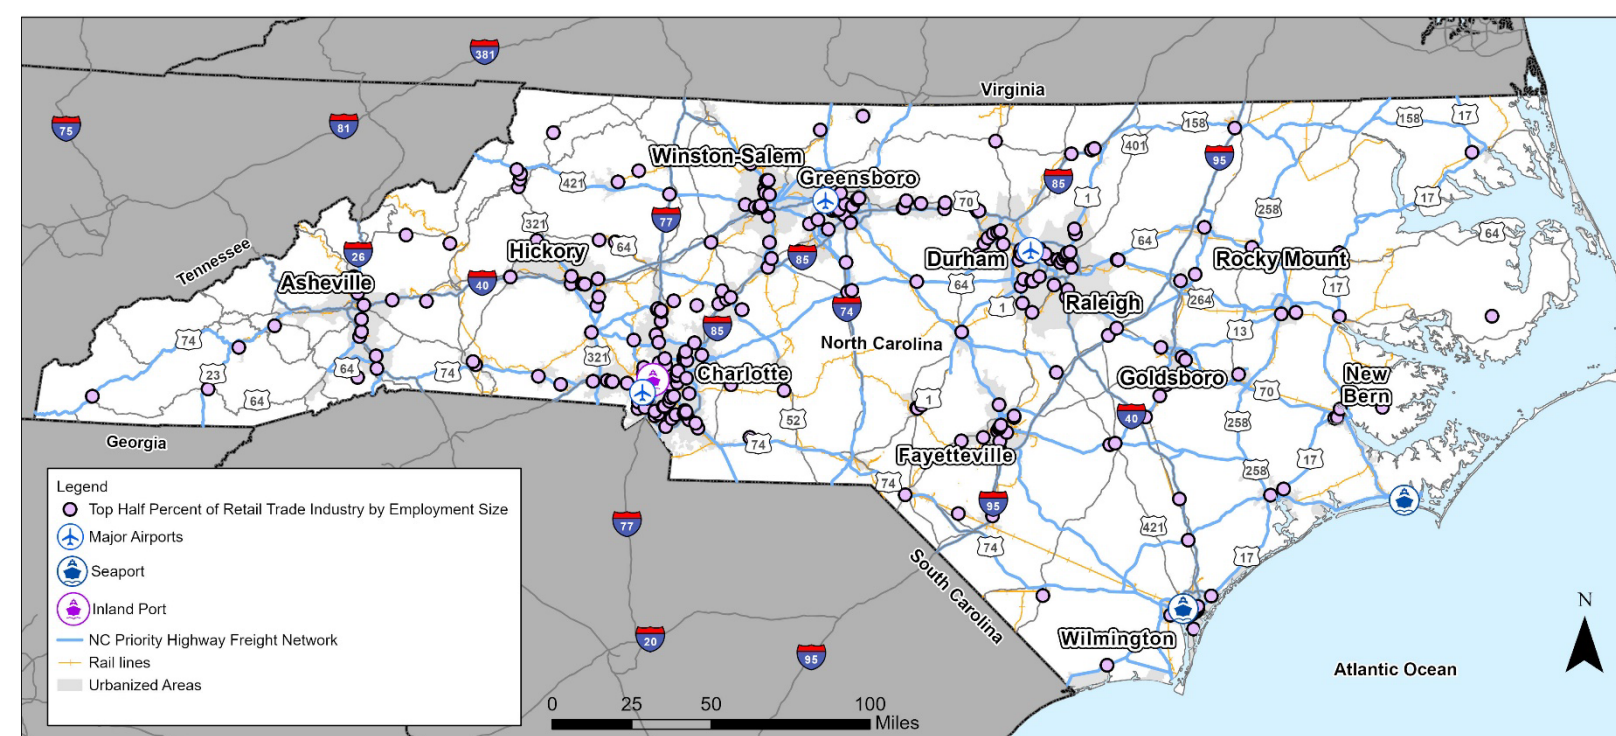 381
Virginia
75
81
158
158
17
401
95
Winston-Salem
Greensboro
421
85
1
70
17
258
321
77
64
64
Hickory
Durham
64
Rocky Mount
Tennessee
26
85
Asheville
40
64
17
264
1
Raleigh
74
85
13
74
North Carolina
321
23
64
74
Charlotte
Goldsboro
New
Bern
64
1
70
52
40
258
Georgia
74
Fayetteville
17
258
74
95
Legend
Top Half Percent of Retail Trade Industry by Employment Size
Major Airports
Seaport
Inland Port
NC Priority Highway Freight Network
Rail lines
Urbanized Areas
77
421
74
17
South Carolina
N
20
Wilmington
95
Atlantic Ocean
0 25 50 100
Miles